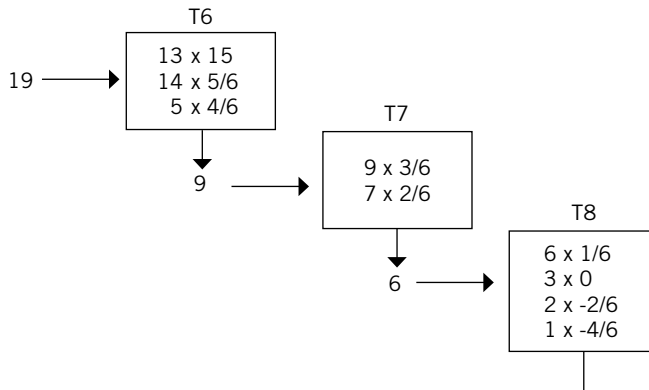 T6
13 x 15
14 x 5/6
5 x 4/6
19
9
T7
9 x 3/6
7 x 2/6
6
T8
6 x 1/6
3 x 0
2 x -2/6
1 x -4/6